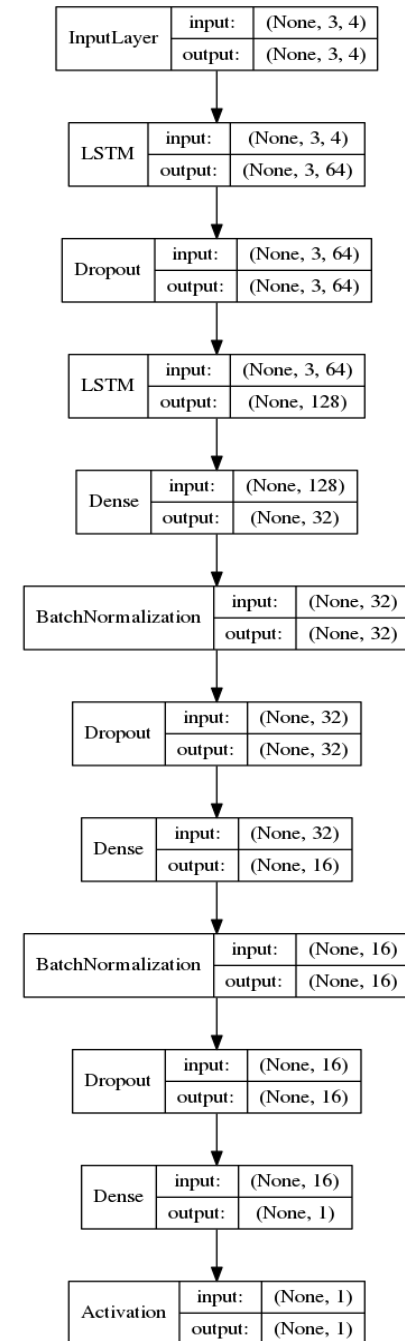 InputLayer
input: (None, 3, 4)
output: (None, 3, 4)
LSTM
input: (None, 3, 4)
output: (None, 3, 64)
Dropout
input: (None, 3, 64)
output: (None, 3, 64)
LSTM
input: (None, 3, 64)
output: (None, 128)
Dense
input: (None, 128)
output: (None, 32)
BatchNormalization
input: (None, 32)
output: (None, 32)
Dropout
input: (None, 32)
output: (None, 32)
Dense
input: (None, 32)
output: (None, 16)
BatchNormalization
input: (None, 16)
output: (None, 16)
Dropout
input: (None, 16)
output: (None, 16)
Dense
input: (None, 16)
output: (None, 1)
Activation
input: (None, 1)
output: (None, 1)